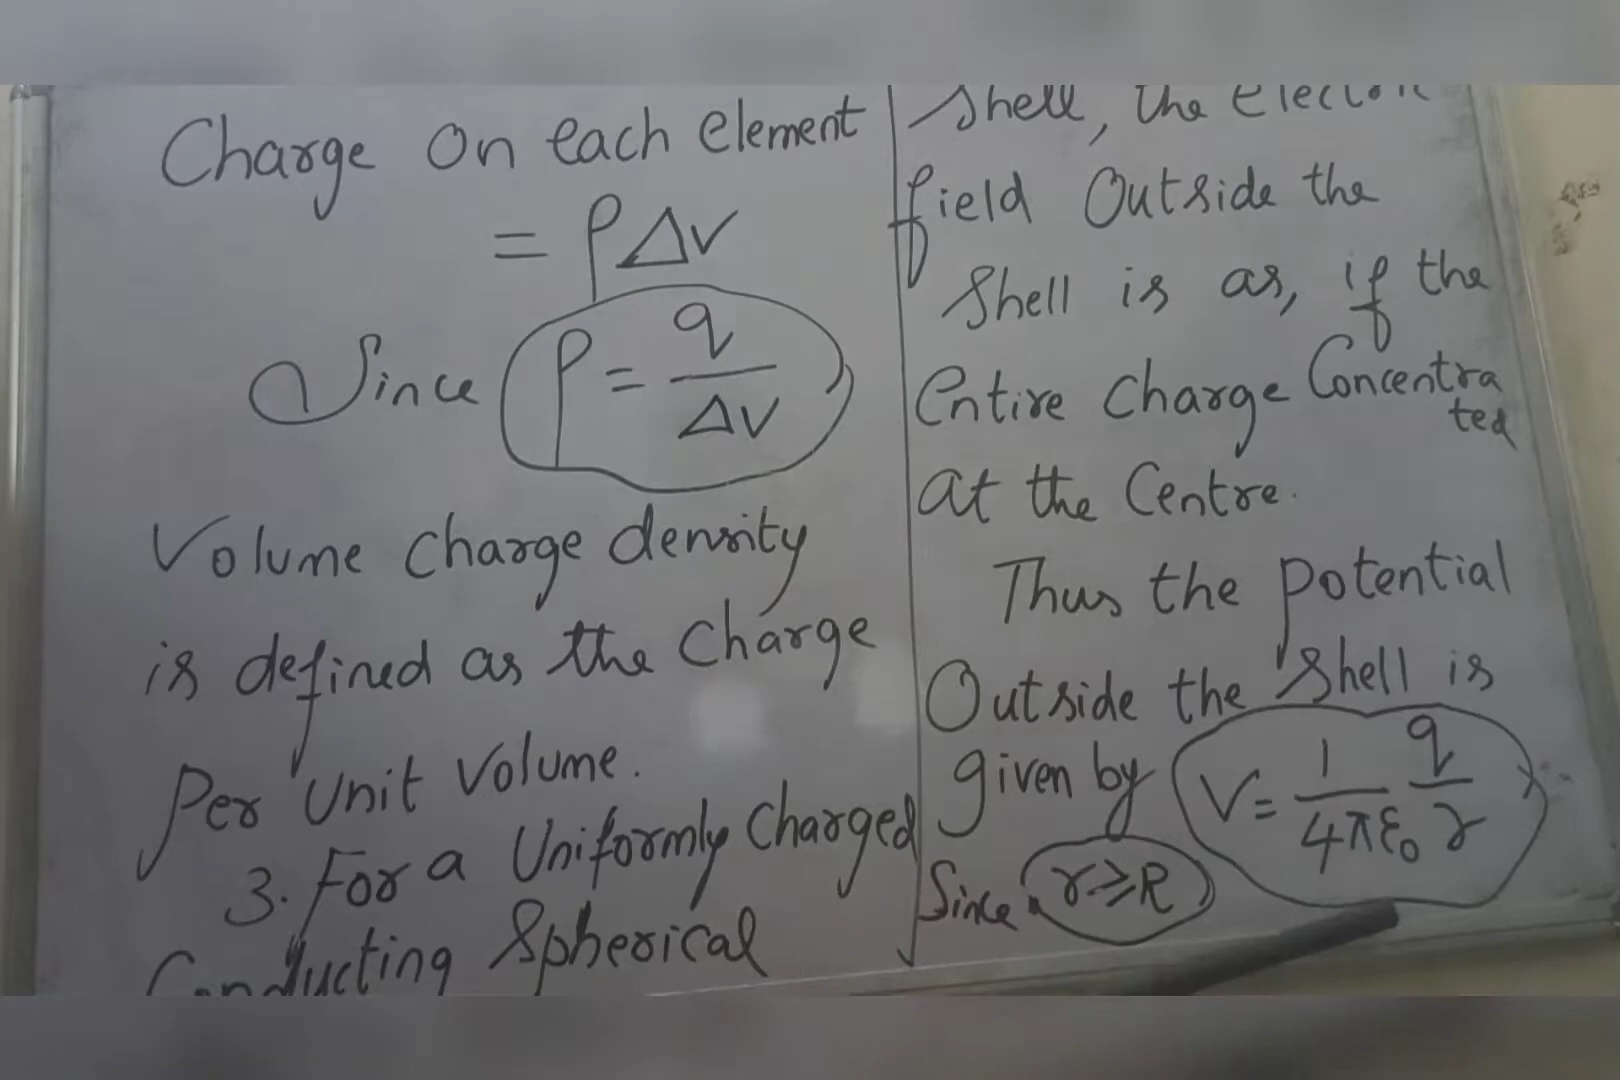 Charge on each element
= ρΔv
Since ρ = q/Δv
Volume charge density
is defined as the charge
Per Unit Volume.
3. For a Uniformly Charged
Conducting Spherical
Shell, the Electric
field Outside the
Shell is as, if the
Entire Charge Concentra
ted
at the Centre.
Thus the potential
Outside the Shell is
given by V = 1/4πε₀ q/r
Since r ≥ R